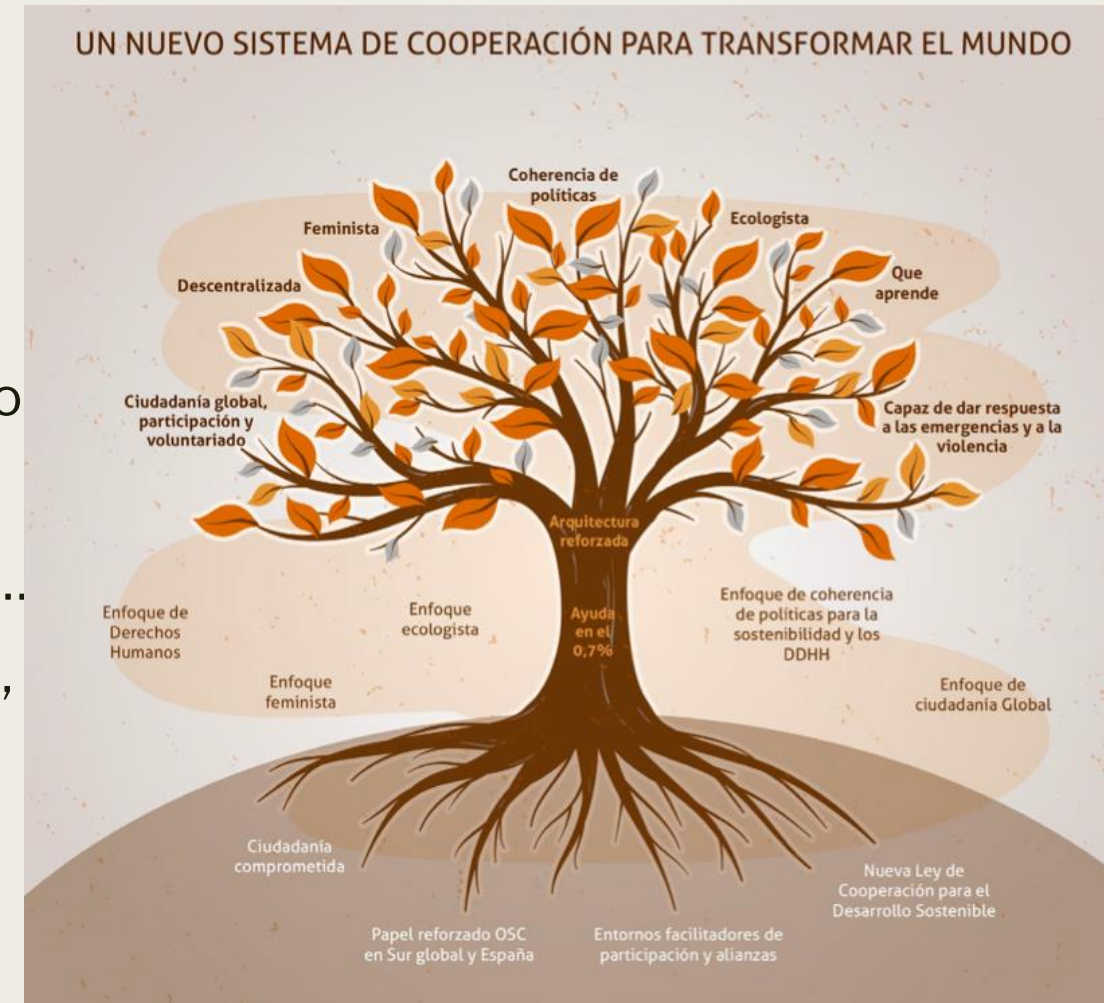 UN NUEVO SISTEMA DE COOPERACIÓN PARA TRANSFORMAR EL MUNDO
Coherencia de
políticas
Feminista
Ecologista
Descentralizada
Que
aprende
Ciudadanía global,
participación y
voluntariado
Capaz de dar respuesta
a las emergencias y a la
violencia
Arquitectura
reforzada
Ayuda
en el
0,7%
Enfoque de
Derechos
Humanos
Enfoque
ecologista
Enfoque
feminista
Enfoque de coherencia
de políticas para la
sostenibilidad y los
DDHH
Enfoque de
ciudadanía Global
Ciudadanía
comprometida
Papel reforzado OSC
en Sur global y España
Entornos facilitadores de
participación y alianzas
Nueva Ley de
Cooperación para el
Desarrollo Sostenible
o
..
,